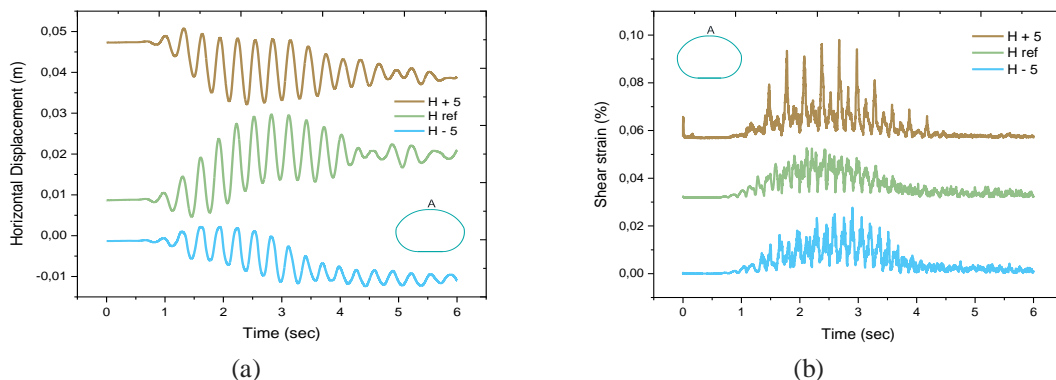 0,05
0,04
0,03
0,02
0,01
0,00
-0,01
Horizontal Displacement (m)
H + 5
H ref
H - 5
A
0 1 2 3 4 5 6
Time (sec)
(a)
0,10
0,08
0,06
0,04
0,02
0,00
Shear strain (%)
A
H + 5
H ref
H - 5
0 1 2 3 4 5 6
Time (sec)
(b)